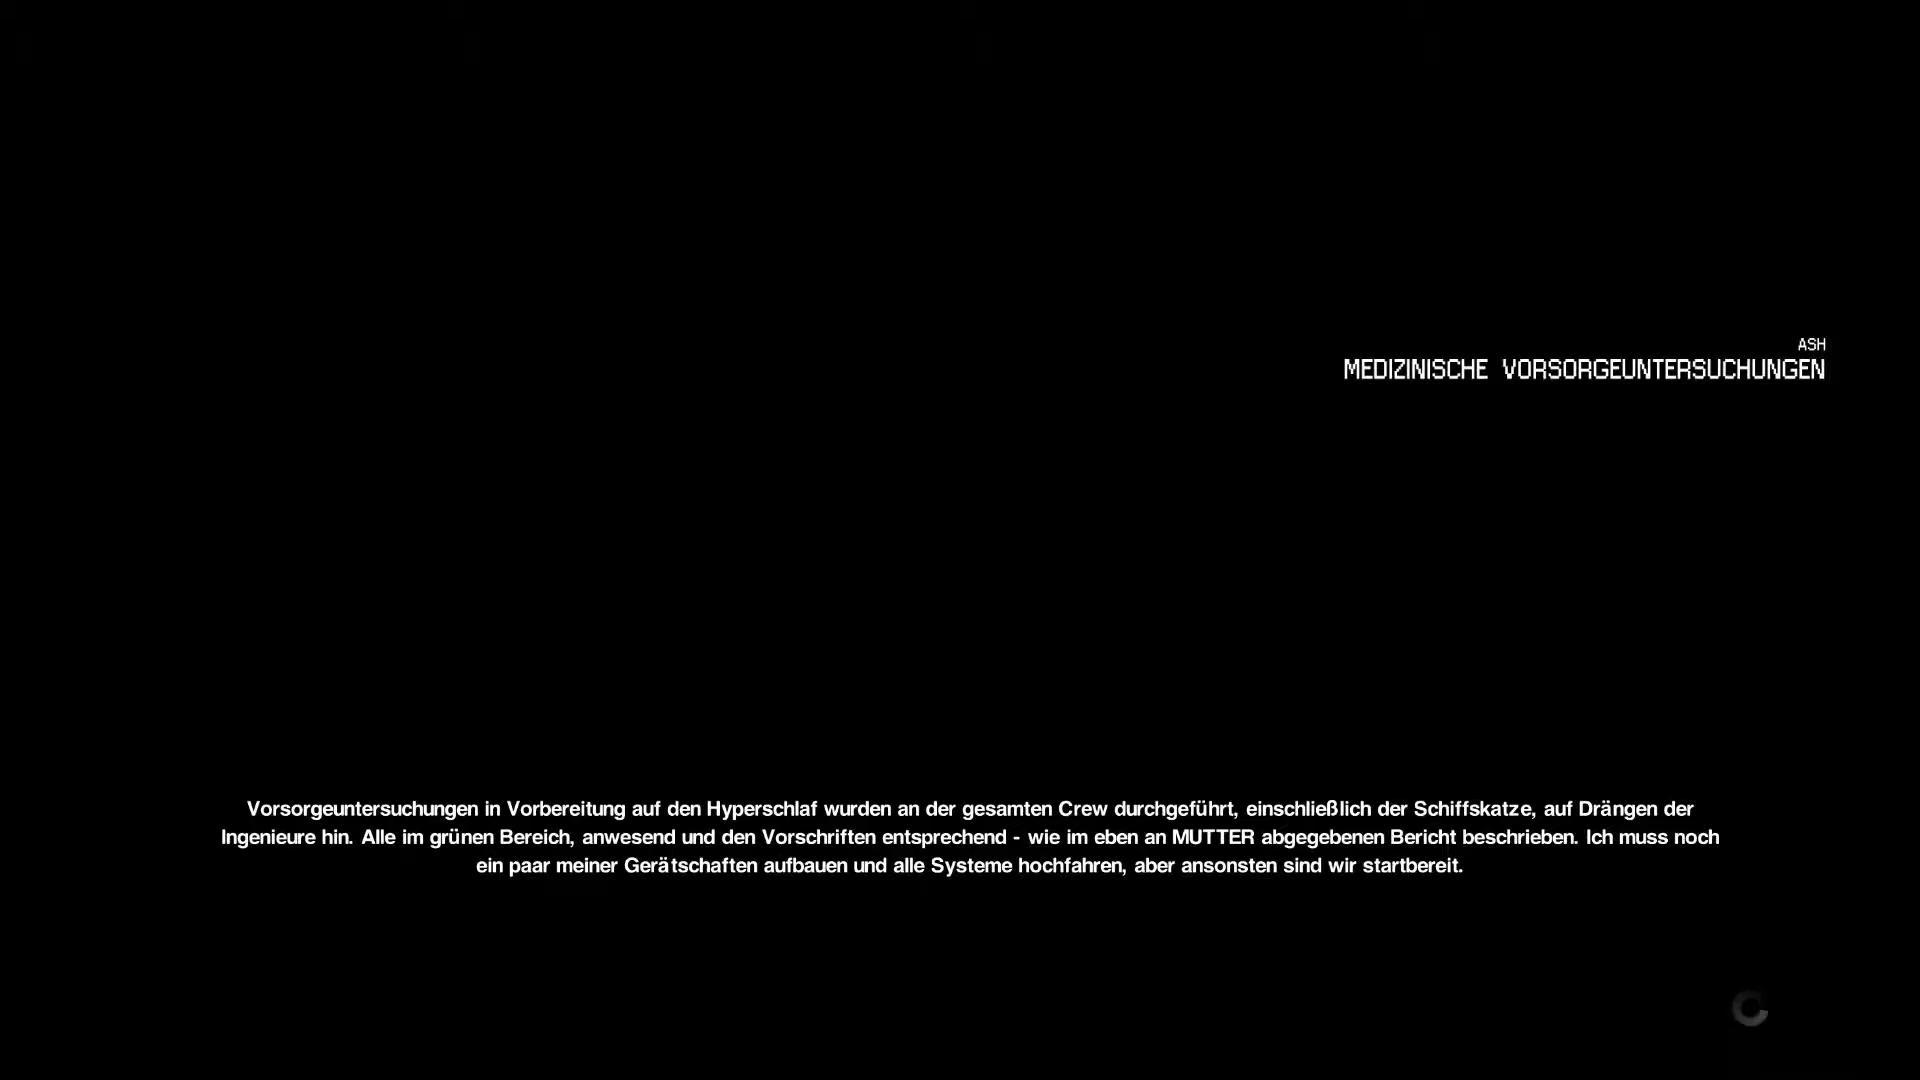 ASH
MEDIZINISCHE VORSORGEUNTERSUCHUNGEN
Vorsorgeuntersuchungen in Vorbereitung auf den Hyperschlaf wurden an der gesamten Crew durchgeführt, einschließlich der Schiffskatze, auf Drängen der
Ingenieure hin. Alle im grünen Bereich, anwesend und den Vorschriften entsprechend - wie im eben an MUTTER abgegebenen Bericht beschrieben. Ich muss noch
ein paar meiner Gerätschaften aufbauen und alle Systeme hochfahren, aber ansonsten sind wir startbereit.